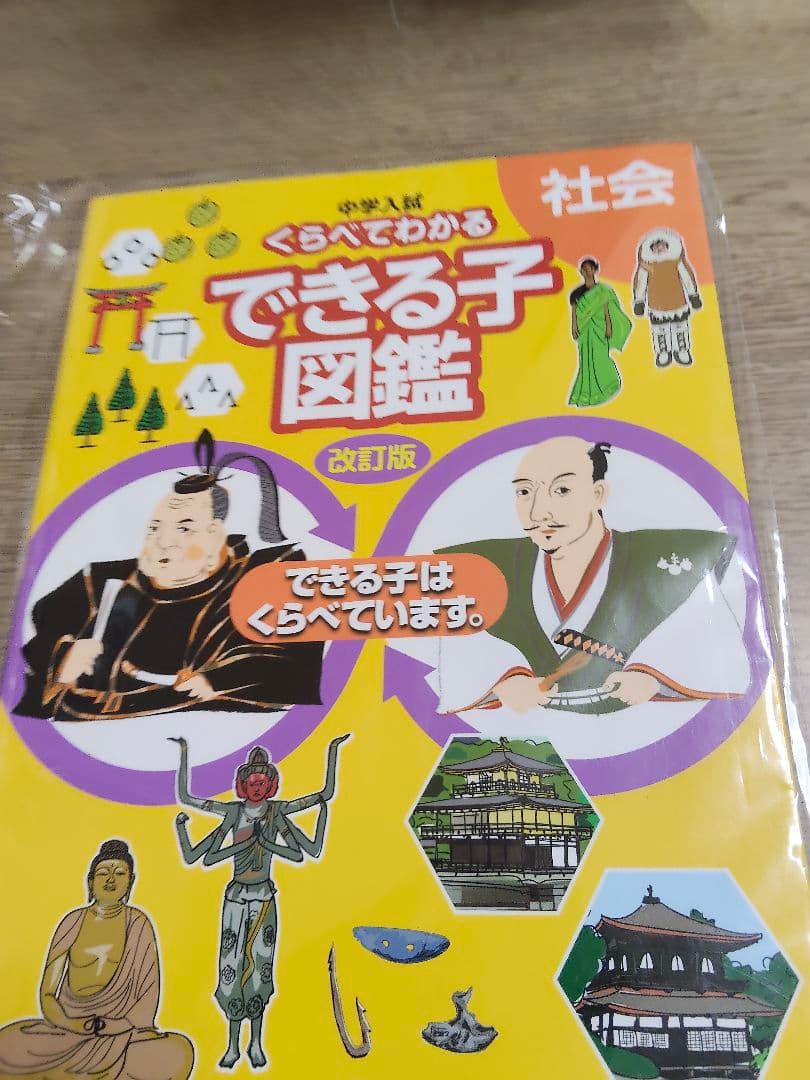 社会
中学入試
くらべてわかる
できる子
図鑑
改訂版
できる子は
くらべています。